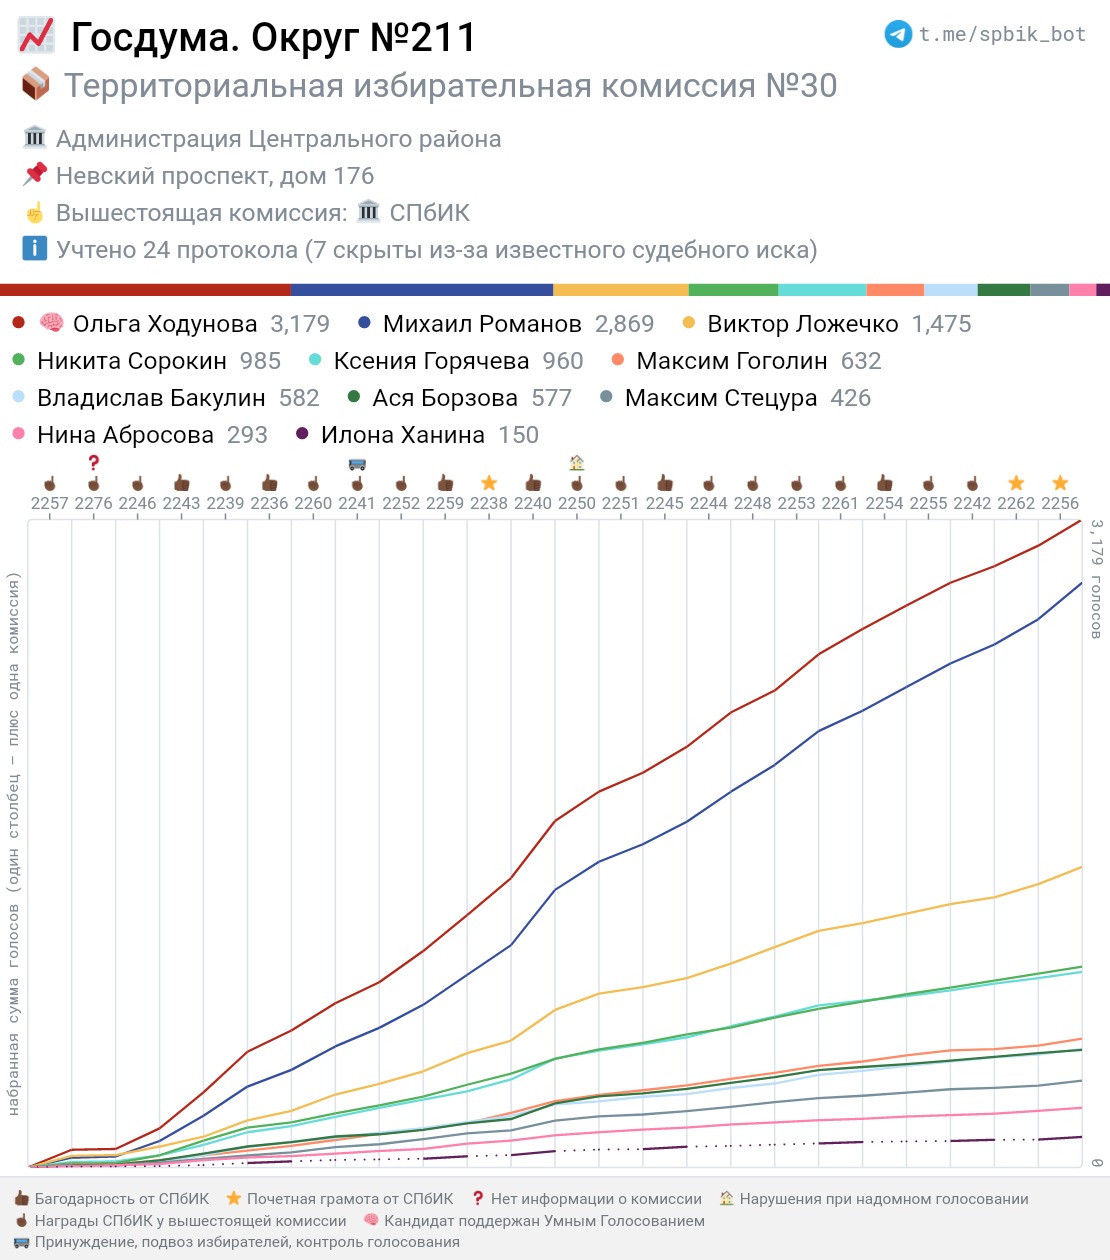 Госдума. Округ №211
t.me/spbik_bot
Территориальная избирательная комиссия №30
Администрация Центрального района
Невский проспект, дом 176
Вышестоящая комиссия: СПбИК
Учтено 24 протокола (7 скрыты из-за известного судебного иска)
Ольга Ходунова 3,179 Михаил Романов 2,869 Виктор Ложечко 1,475
Никита Сорокин 985 Ксения Горячева 960 Максим Гоголин 632
Владислав Бакулин 582 Ася Борзова 577 Максим Стецура 426
Нина Абросова 293 Илона Ханина 150
2257 2276 2246 2243 2239 2236 2260 2241 2252 2259 2238 2240 2250 2251 2245 2244 2248 2253 2261 2254 2255 2242 2262 2256
набранная сумма голосов (один столбец – плюс одна комиссия)
3,179 голосов
0
Багодарность от СПбИК Почетная грамота от СПбИК Нет информации о комиссии Нарушения при надомном голосовании
Награды СПбИК у вышестоящей комиссии Кандидат поддержан Умным Голосованием
Принуждение, подвоз избирателей, контроль голосования